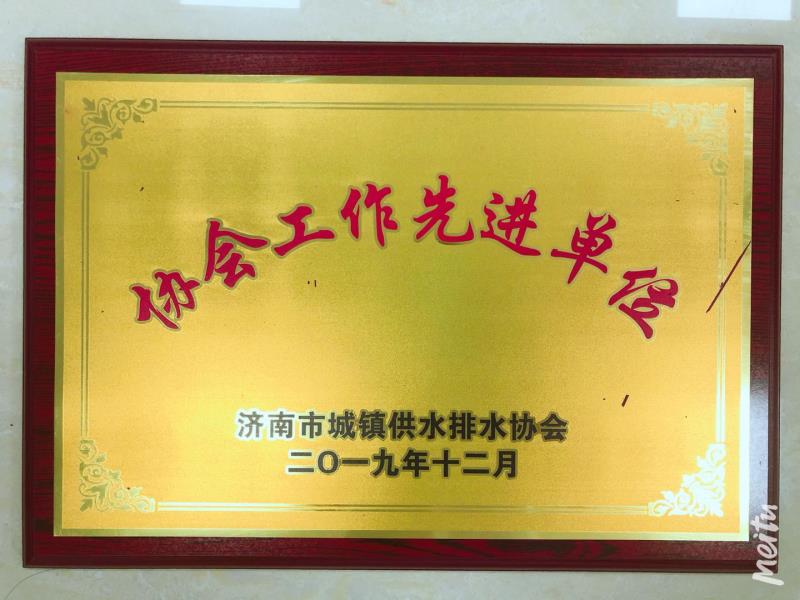 协会工作先进单位
济南市城镇供水排水协会
二〇一九年十二月
meitu